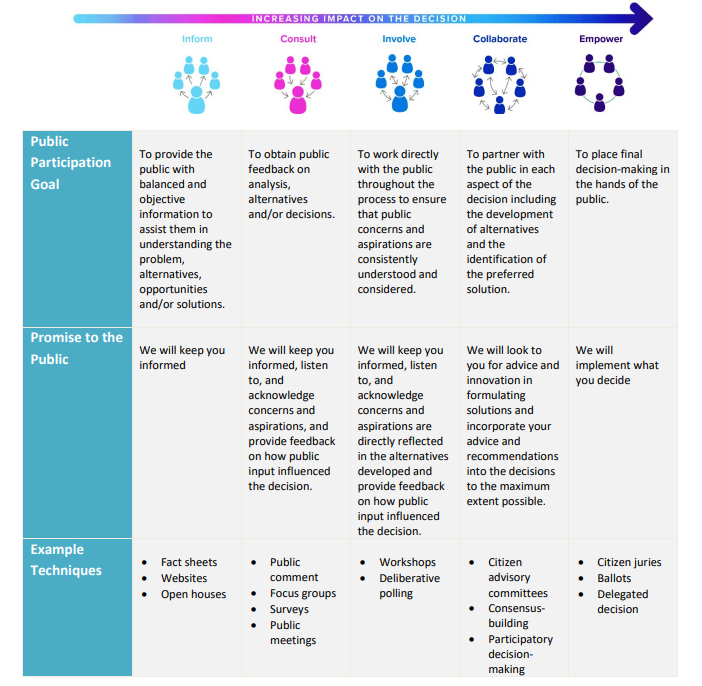 INCREASING IMPACT ON THE DECISION
Inform
Consult
Involve
Collaborate
Empower
Public
Participation
Goal
To provide the
public with
balanced and
objective
information to
assist them in
understanding the
problem,
alternatives,
opportunities
and/or solutions.
To obtain public
feedback on
analysis,
alternatives
and/or decisions.
To work directly
with the public
throughout the
process to ensure
that public
concerns and
aspirations are
consistently
understood and
considered.
To partner with
the public in each
aspect of the
decision including
the development
of alternatives
and the
identification of
the preferred
solution.
To place final
decision-making in
the hands of the
public.
Promise to the
Public
We will keep you
informed
We will keep you
informed, listen
to, and
acknowledge
concerns and
aspirations, and
provide feedback
on how public
input influenced
the decision.
We will keep you
informed, listen
to, and
acknowledge
concerns and
aspirations are
directly reflected
in the alternatives
developed and
provide feedback
on how public
input influenced
the decision.
We will look to
you for advice and
innovation in
formulating
solutions and
incorporate your
advice and
recommendations
into the decisions
to the maximum
extent possible.
We will
implement what
you decide
Example
Techniques
• Fact sheets
• Websites
• Open houses
• Public
comment
• Focus groups
• Surveys
• Public
meetings
• Workshops
• Deliberative
polling
• Citizen
advisory
committees
• Consensus-
building
• Participatory
decision-
making
• Citizen juries
• Ballots
• Delegated
decision